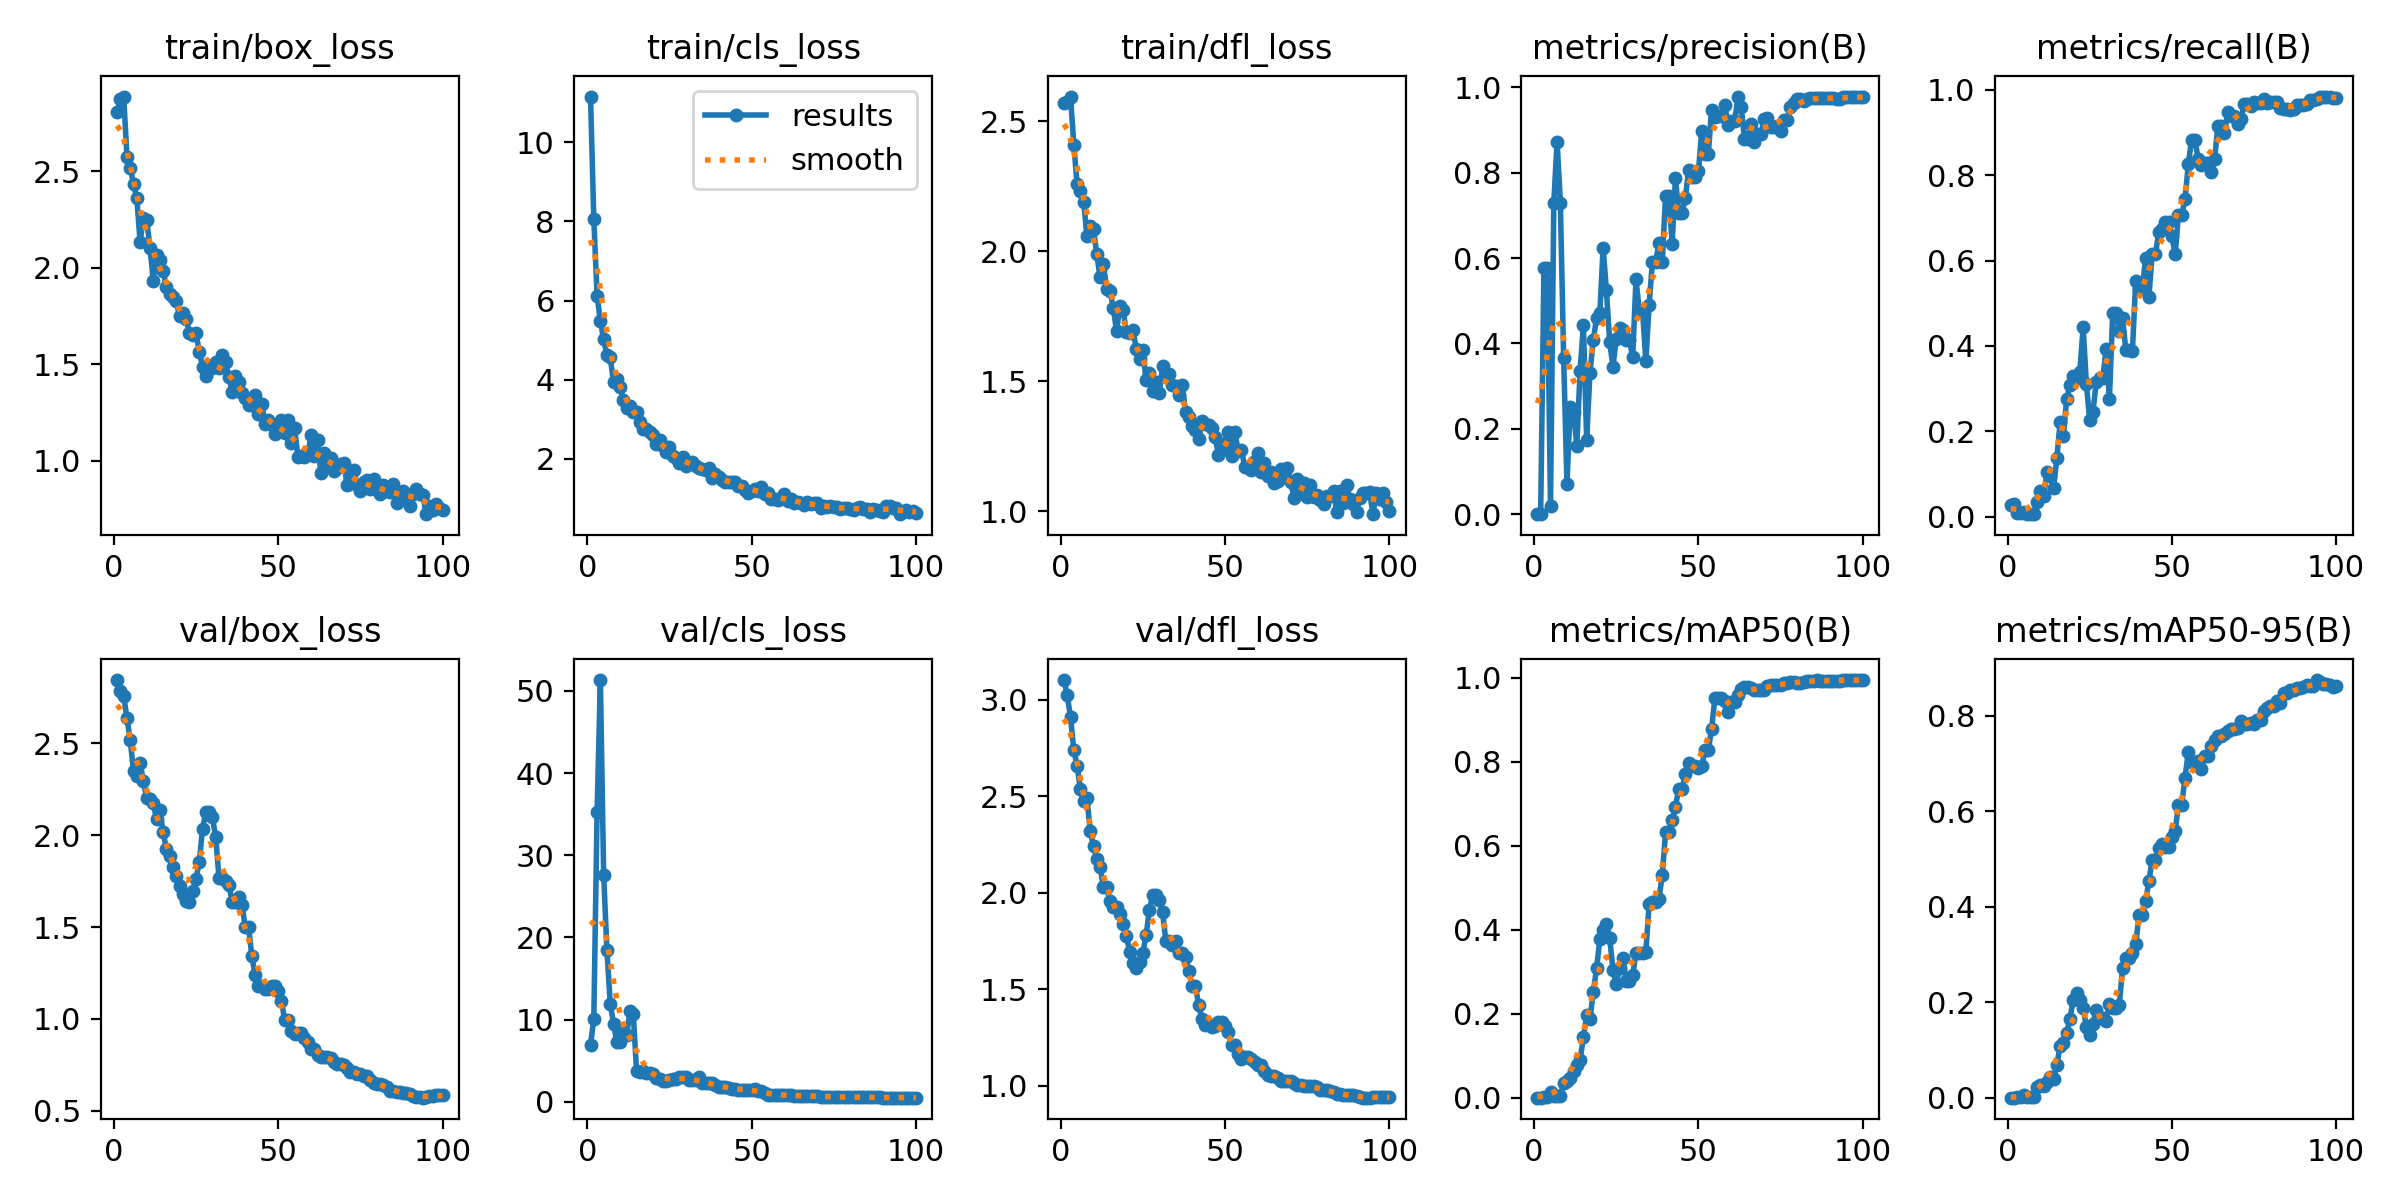 train/box_loss
2.5
2.0
1.5
1.0
0 50 100
train/cls_loss
results
smooth
10
8
6
4
2
0 50 100
train/dfl_loss
2.5
2.0
1.5
1.0
0 50 100
metrics/precision(B)
1.0
0.8
0.6
0.4
0.2
0.0
0 50 100
metrics/recall(B)
1.0
0.8
0.6
0.4
0.2
0.0
0 50 100
val/box_loss
2.5
2.0
1.5
1.0
0.5
0 50 100
val/cls_loss
50
40
30
20
10
0
0 50 100
val/dfl_loss
3.0
2.5
2.0
1.5
1.0
0 50 100
metrics/mAP50(B)
1.0
0.8
0.6
0.4
0.2
0.0
0 50 100
metrics/mAP50-95(B)
0.8
0.6
0.4
0.2
0.0
0 50 100